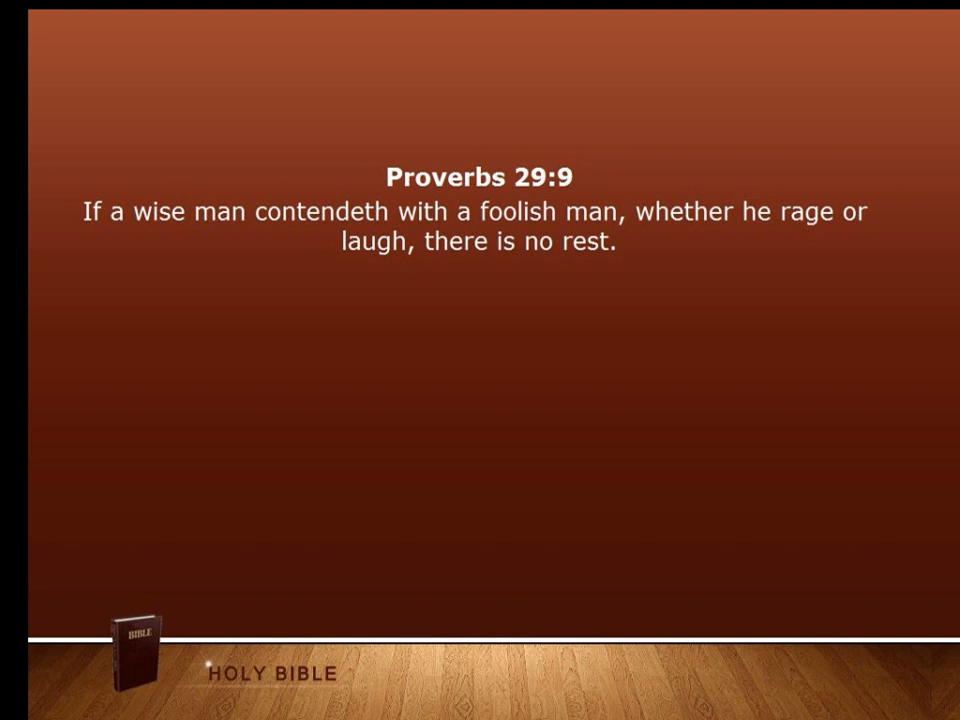 Proverbs 29:9
If a wise man contendeth with a foolish man, whether he rage or
laugh, there is no rest.
BIBLE
HOLY BIBLE